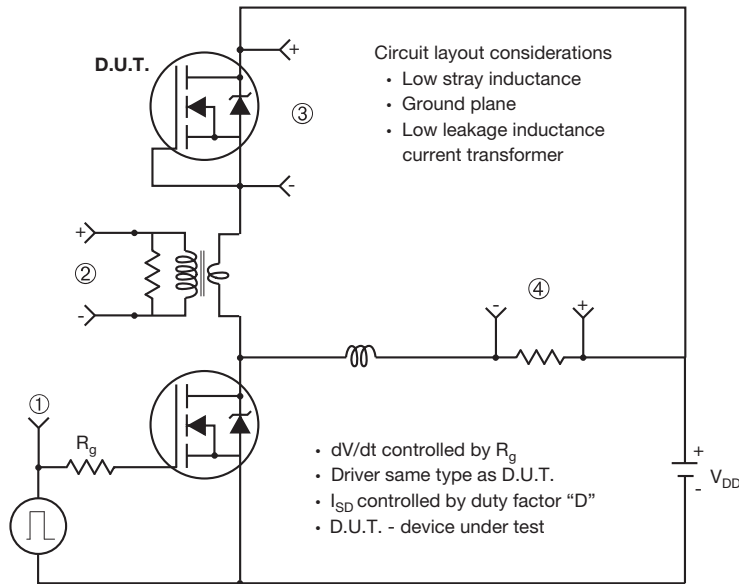 D.U.T.
+
Circuit layout considerations
• Low stray inductance
• Ground plane
• Low leakage inductance
current transformer
③
-
+
②
-
④
-
+
①
Rg
• dV/dt controlled by Rg
• Driver same type as D.U.T.
• ISD controlled by duty factor “D”
• D.U.T. - device under test
+
VDD
-